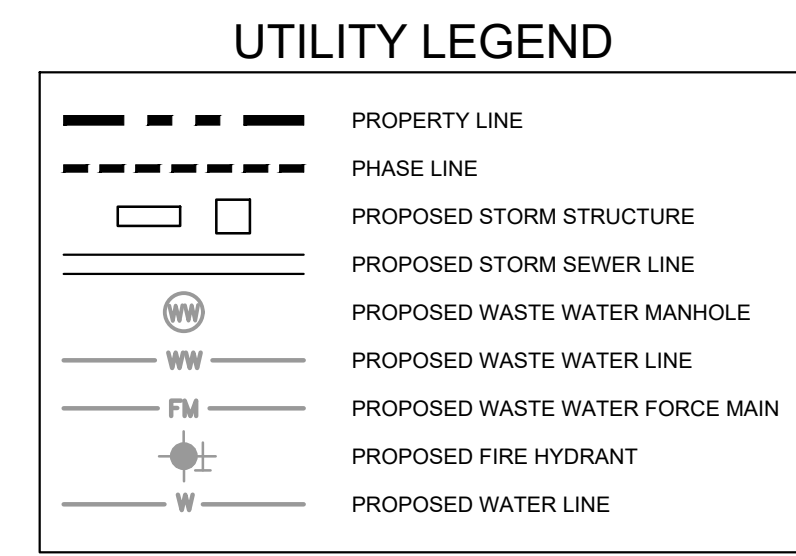 UTILITY LEGEND
PROPERTY LINE
PHASE LINE
PROPOSED STORM STRUCTURE
PROPOSED STORM SEWER LINE
WW PROPOSED WASTE WATER MANHOLE
WW PROPOSED WASTE WATER LINE
FM PROPOSED WASTE WATER FORCE MAIN
PROPOSED FIRE HYDRANT
W PROPOSED WATER LINE